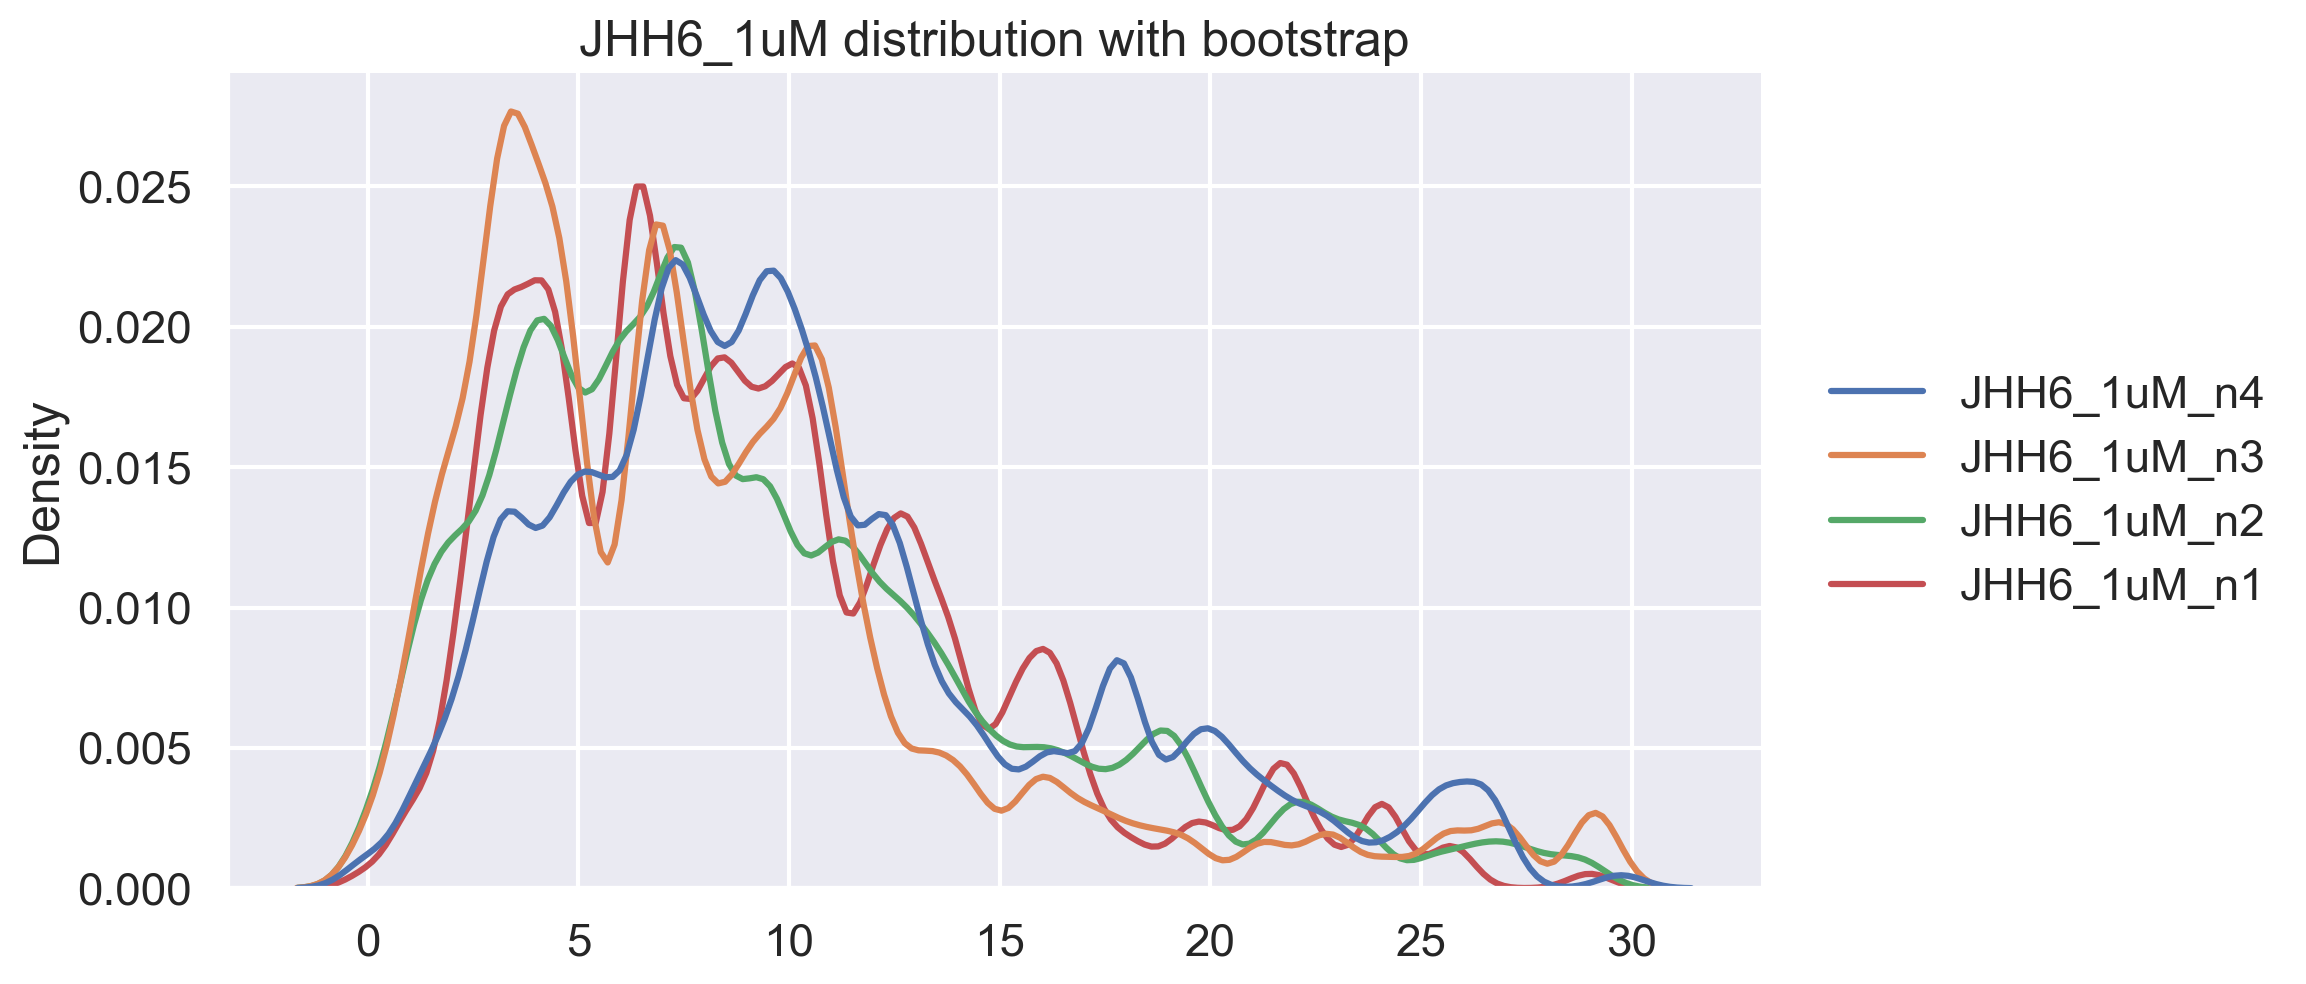 JHH6_1uM distribution with bootstrap
Density
0.025
0.020
0.015
0.010
0.005
0.000
0 5 10 15 20 25 30
JHH6_1uM_n4
JHH6_1uM_n3
JHH6_1uM_n2
JHH6_1uM_n1